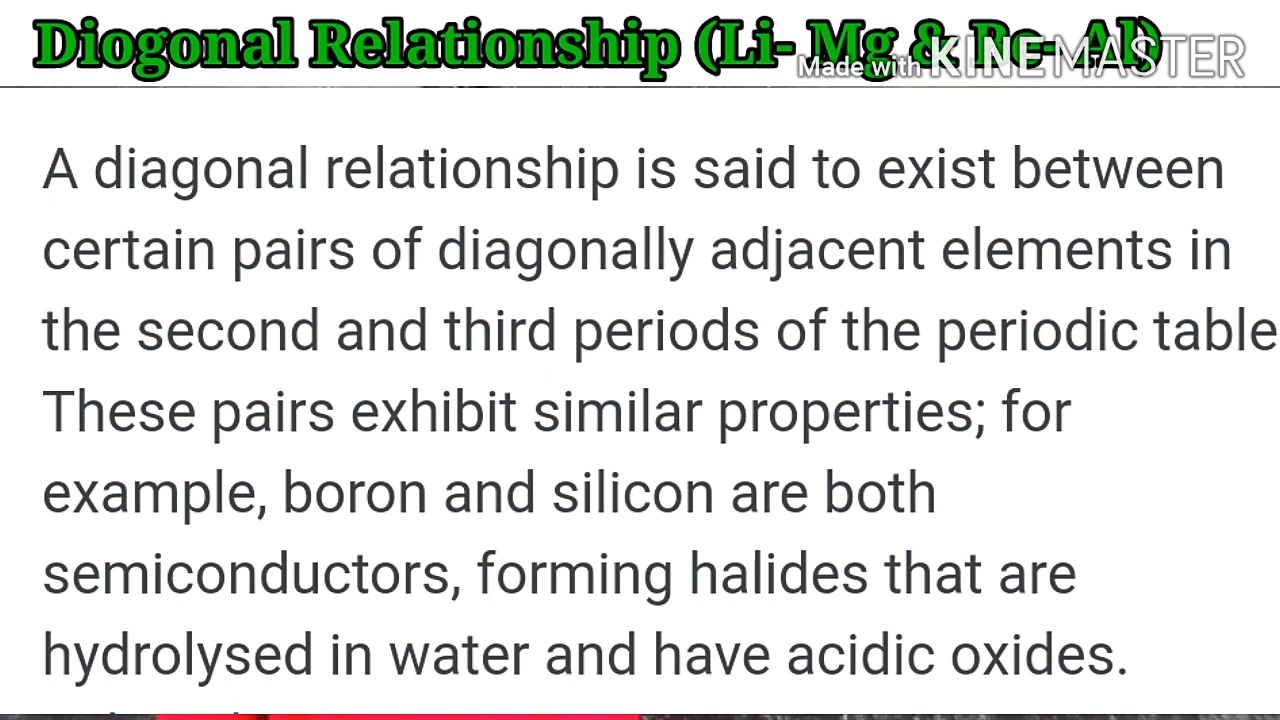 Diogonal Relationship (Li- Mg & Be- Al)
Made with KINEMASTER
A diagonal relationship is said to exist between
certain pairs of diagonally adjacent elements in
the second and third periods of the periodic table
These pairs exhibit similar properties; for
example, boron and silicon are both
semiconductors, forming halides that are
hydrolysed in water and have acidic oxides.